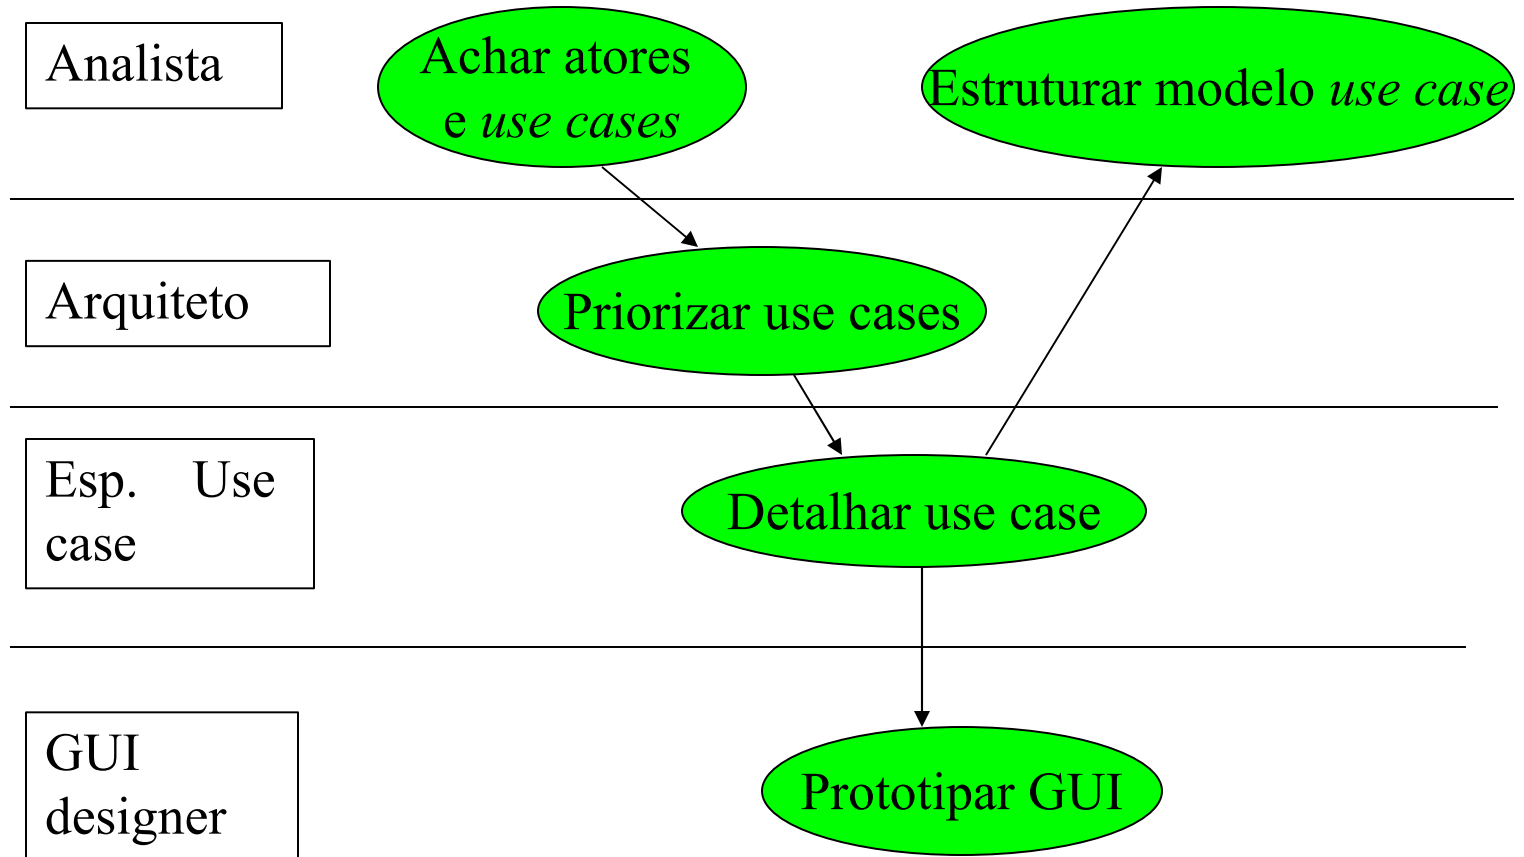 Analista
Achar atores
e use cases
Estruturar modelo use case
Arquiteto
Priorizar use cases
Esp. Use
case
Detalhar use case
GUI
designer
Prototipar GUI